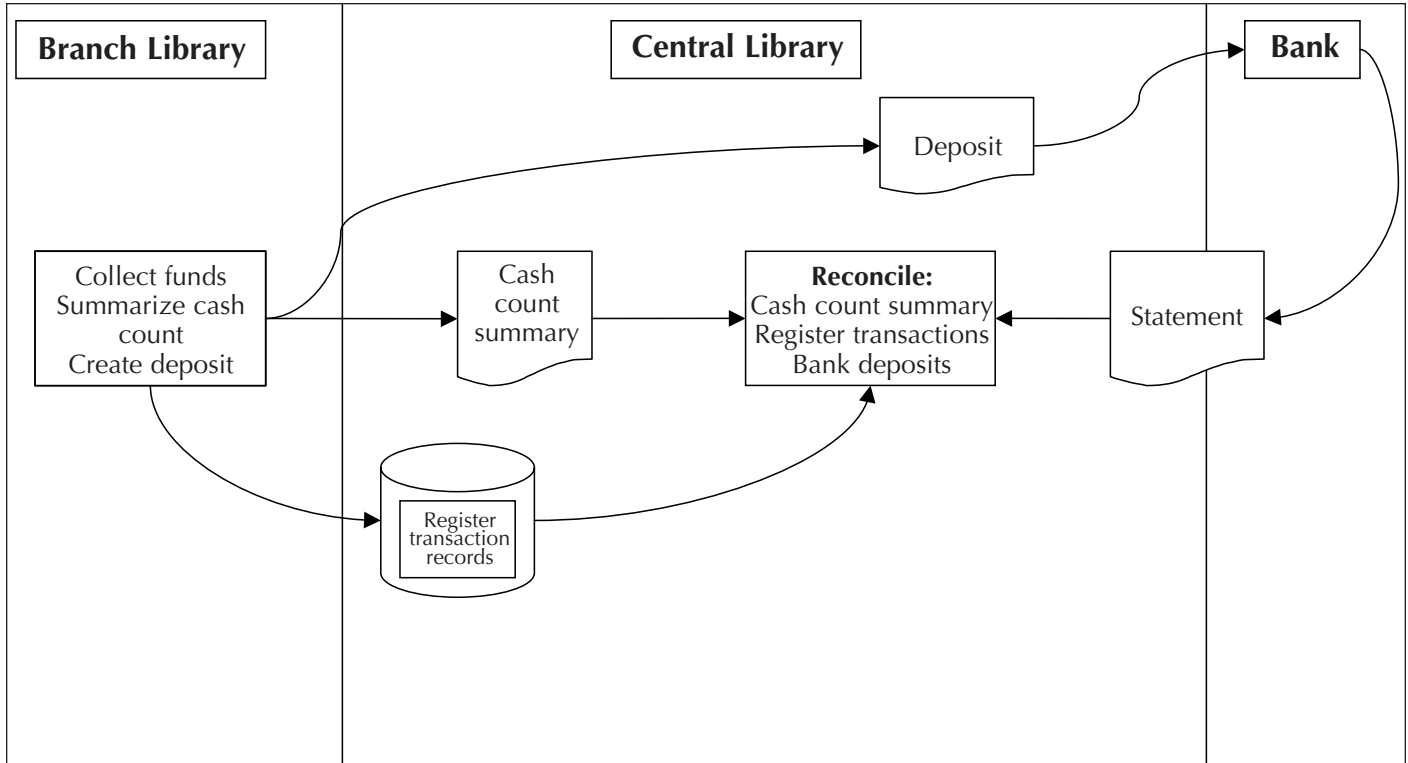 Branch Library
Central Library
Bank
Deposit
Collect funds
Summarize cash
count
Create deposit
Cash
count
summary
Reconcile:
Cash count summary
Register transactions
Bank deposits
Statement
Register
transaction
records